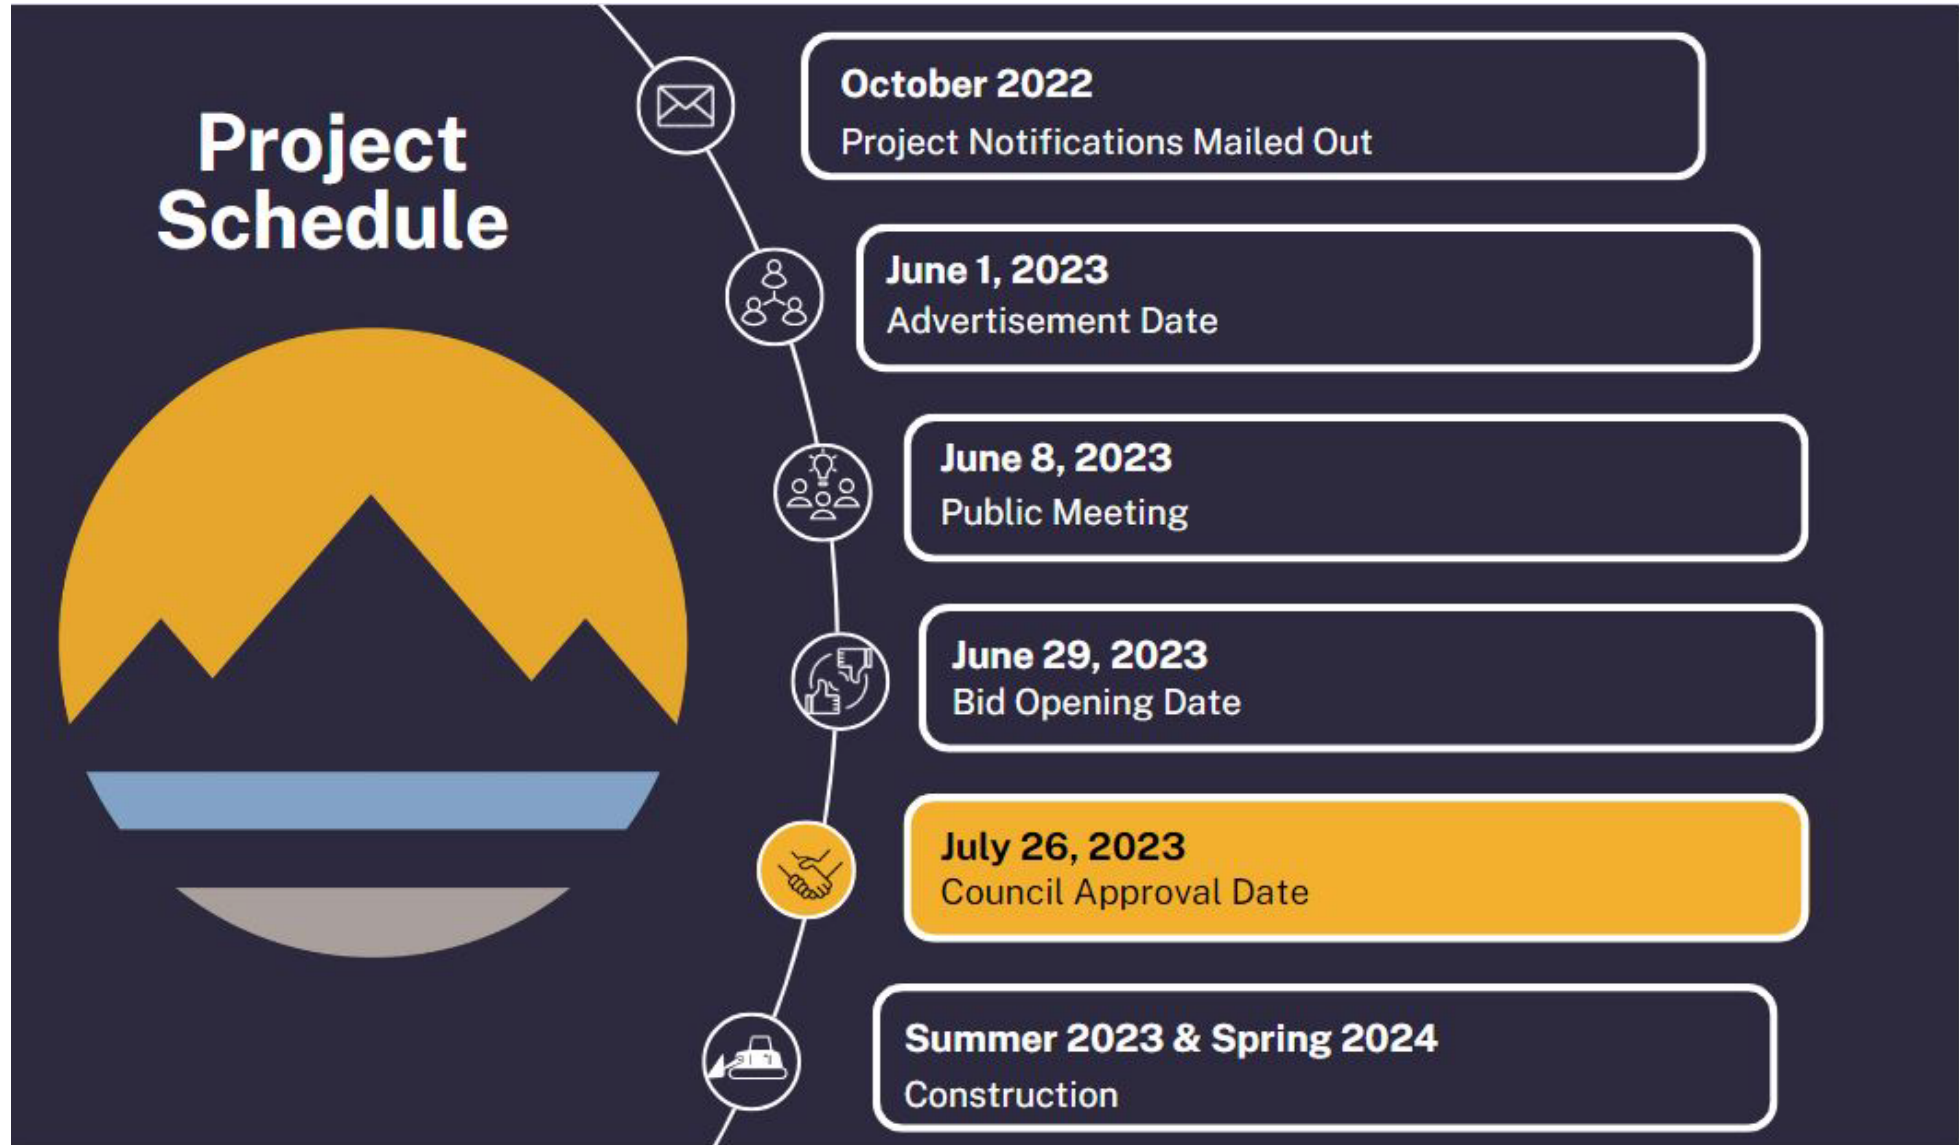 Project
Schedule
October 2022
Project Notifications Mailed Out
June 1, 2023
Advertisement Date
June 8, 2023
Public Meeting
June 29, 2023
Bid Opening Date
July 26, 2023
Council Approval Date
Summer 2023 & Spring 2024
Construction